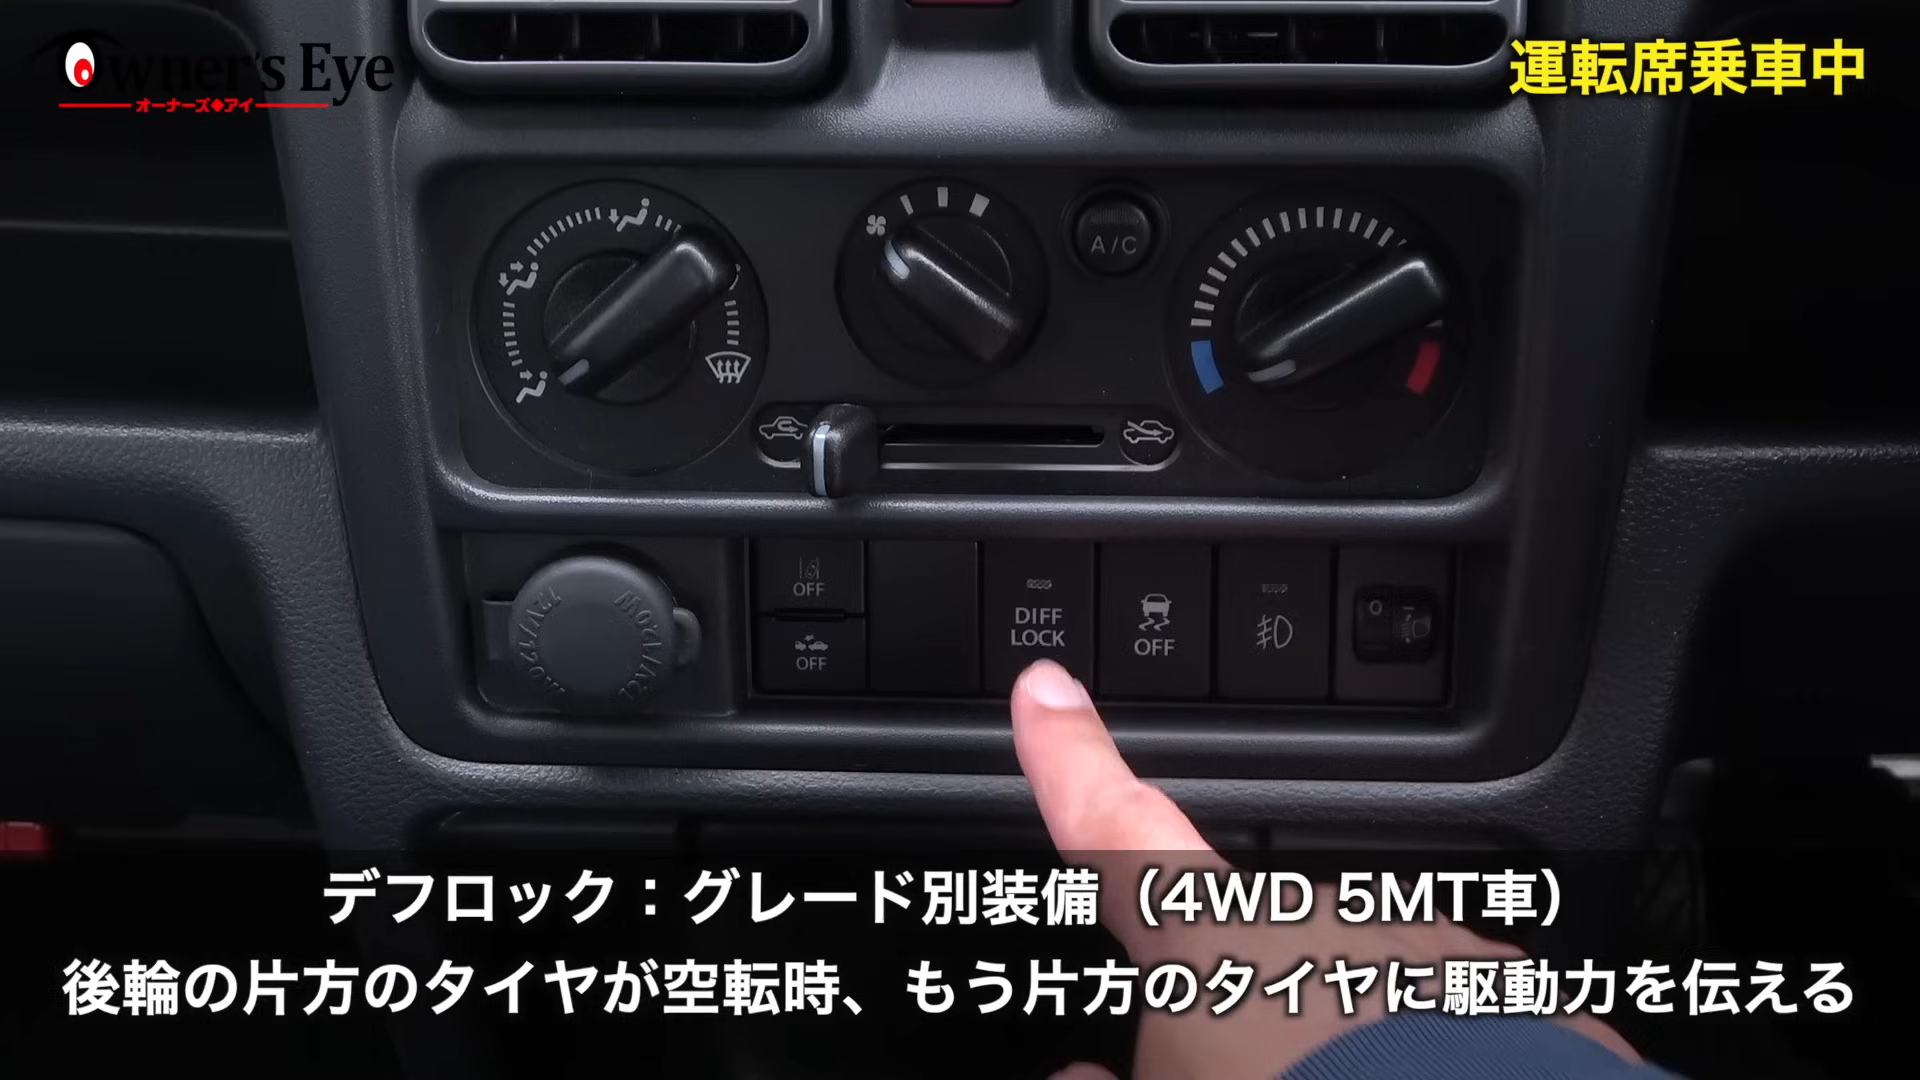 Owner's Eye
オーナーズ◆アイ
運転席乗車中
A/C
OFF
OFF
DIFF
LOCK
OFF
デフロック：グレード別装備（4WD 5MT車）
後輪の片方のタイヤが空転時、もう片方のタイヤに駆動力を伝える